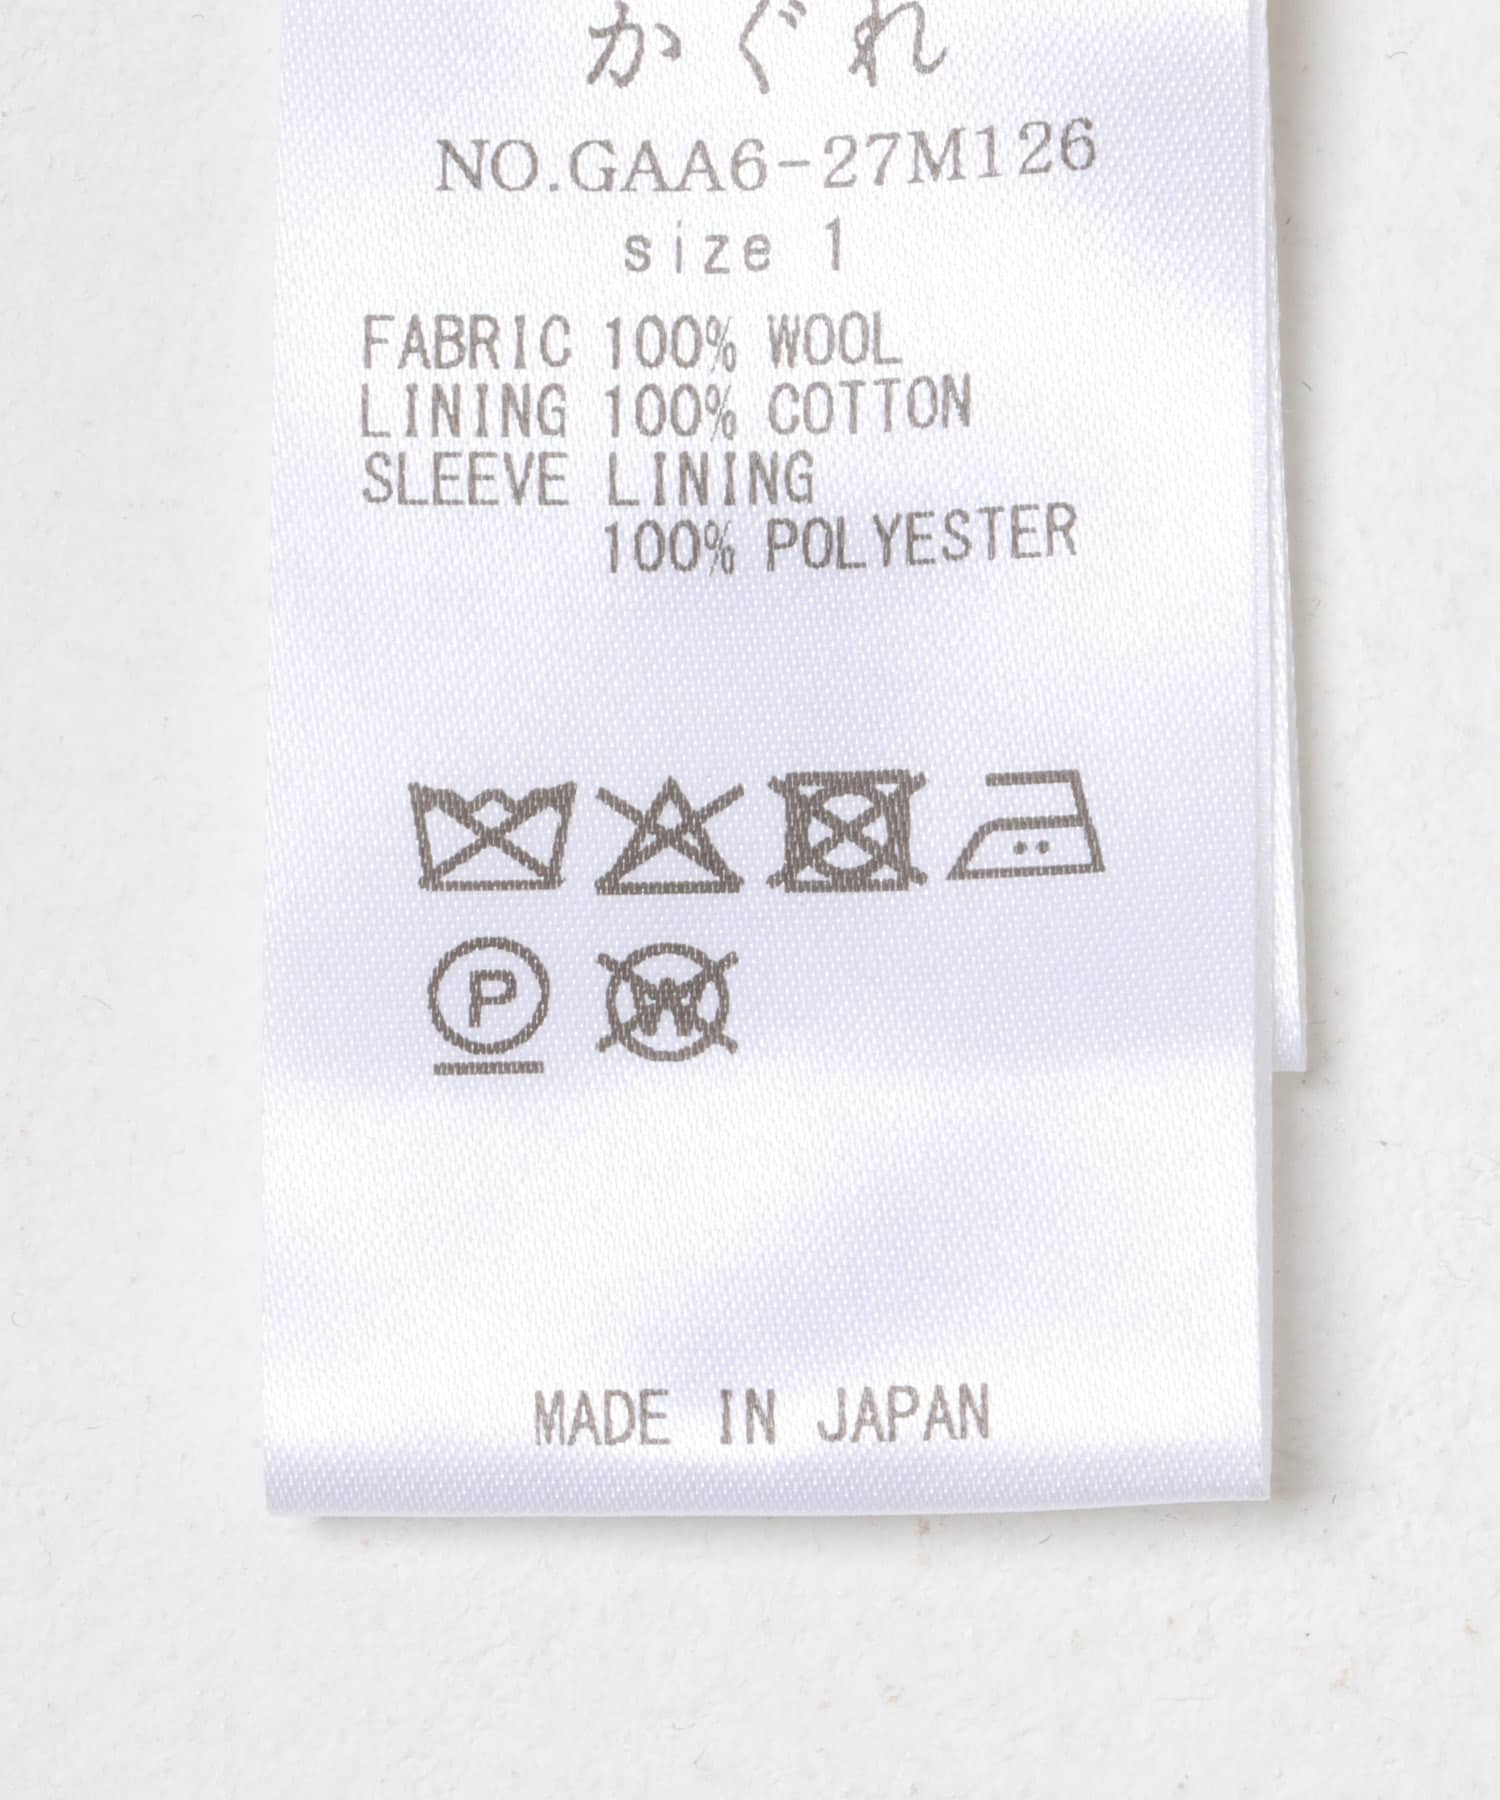 かぐれ
NO.GAA6-27M126
size 1
FABRIC 100% WOOL
LINING 100% COTTON
SLEEVE LINING
100% POLYESTER
P
W
MADE IN JAPAN